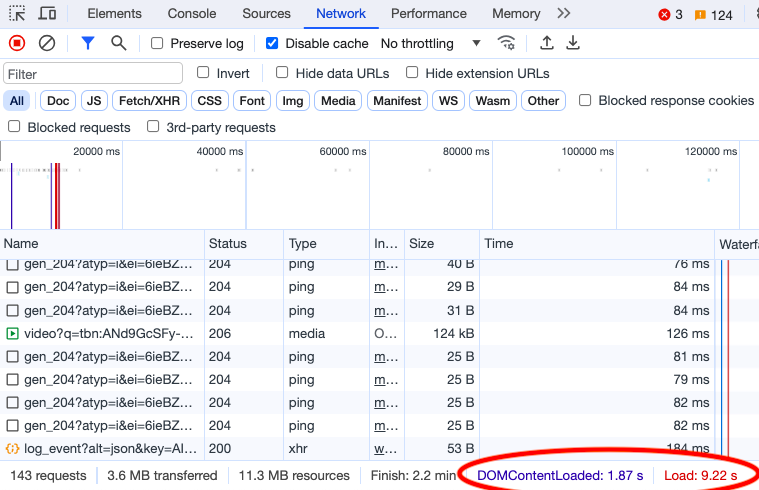 Elements Console Sources Network Performance Memory 3 124
Preserve log Disable cache No throttling
Filter Invert Hide data URLs Hide extension URLs
All Doc JS Fetch/XHR CSS Font Img Media Manifest WS Wasm Other Blocked response cookies
Blocked requests 3rd-party requests
20000 ms 40000 ms 60000 ms 80000 ms 100000 ms 120000 ms
Name Status Type In... Size Time Waterfa
gen_204?atyp=i&ei=6ieBZ... 204 ping m... 40 B 76 ms
gen_204?atyp=i&ei=6ieBZ... 204 ping m... 29 B 84 ms
gen_204?atyp=i&ei=6ieBZ... 204 ping m... 31 B 84 ms
video?q=tbn:ANd9GcSFy-... 206 media O... 124 kB 126 ms
gen_204?atyp=i&ei=6ieBZ... 204 ping m... 25 B 81 ms
gen_204?atyp=i&ei=6ieBZ... 204 ping m... 25 B 79 ms
gen_204?atyp=i&ei=6ieBZ... 204 ping m... 25 B 82 ms
gen_204?atyp=i&ei=6ieBZ... 204 ping m... 25 B 82 ms
log_event?alt=json&key=AI... 200 xhr w... 53 B 184 ms
143 requests 3.6 MB transferred 11.3 MB resources Finish: 2.2 min DOMContentLoaded: 1.87 s Load: 9.22 s